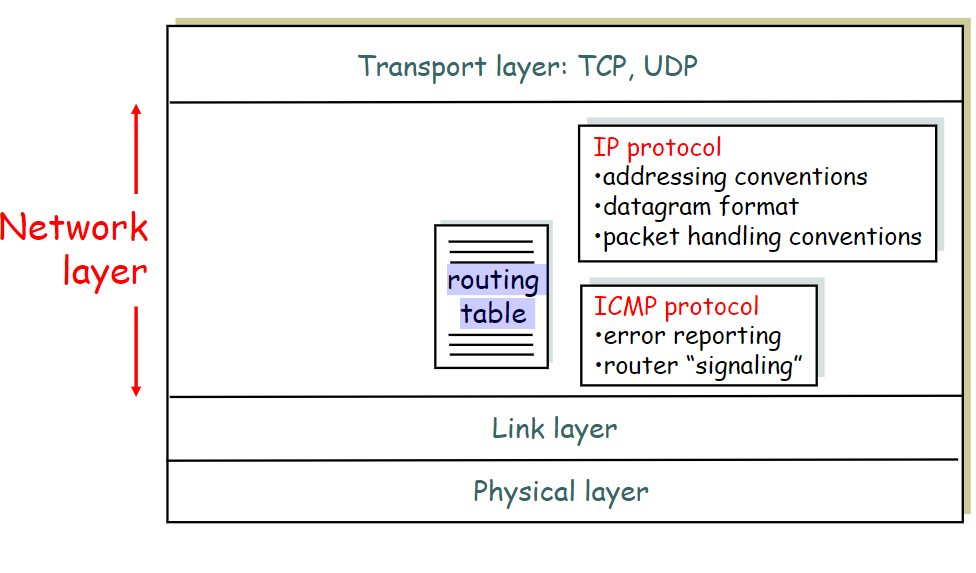 Transport layer: TCP, UDP
Network
layer
IP protocol
•addressing conventions
•datagram format
•packet handling conventions
routing
table
ICMP protocol
•error reporting
•router “signaling”
Link layer
Physical layer